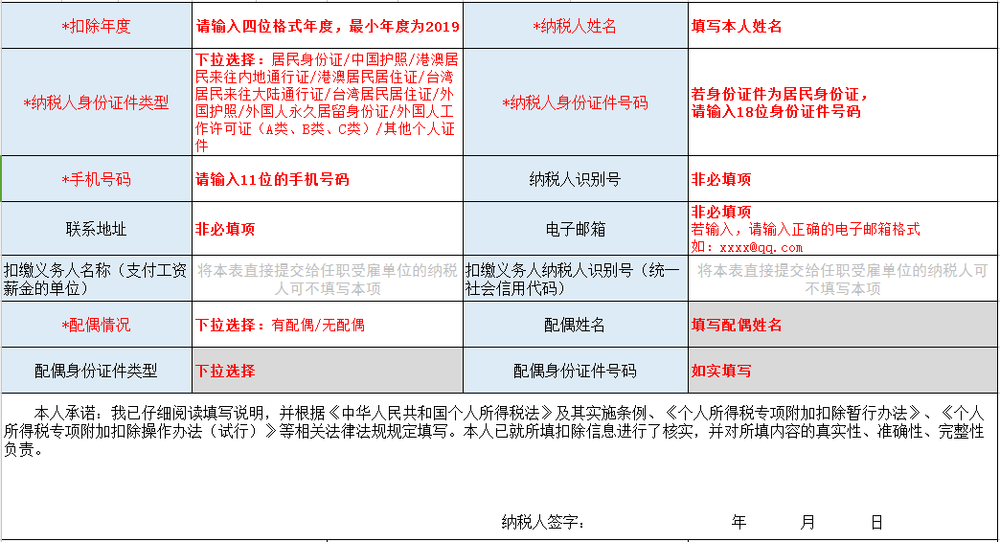 *扣除年度
请输入四位格式年度，最小年度为2019
*纳税人姓名
填写本人姓名
*纳税人身份证件类型
下拉选择：居民身份证/中国护照/港澳居
民来往内地通行证/港澳居民居住证/台湾
居民来往大陆通行证/台湾居民居住证/外
国护照/外国人永久居留身份证/外国人工
作许可证（A类、B类、C类）/其他个人证
件
*纳税人身份证件号码
若身份证件为居民身份证，
请输入18位身份证件号码
*手机号码
请输入11位的手机号码
纳税人识别号
非必填项
联系地址
非必填项
电子邮箱
非必填项
若输入，请输入正确的电子邮箱格式
如：xxxx@qq.com
扣缴义务人名称（支付工资
薪金的单位）
将本表直接提交给任职受雇单位的纳税
人可不填写本项
扣缴义务人纳税人识别号（统一
社会信用代码）
将本表直接提交给任职受雇单位的纳税人可
不填写本项
*配偶情况
下拉选择：有配偶/无配偶
配偶姓名
填写配偶姓名
配偶身份证件类型
下拉选择
配偶身份证件号码
如实填写
本人承诺：我已仔细阅读填写说明，并根据《中华人民共和国个人所得税法》及其实施条例、《个人所得税专项附加扣除暂行办法》、《个人
所得税专项附加扣除操作办法（试行）》等相关法律法规规定填写。本人已就所填扣除信息进行了核实，并对所填内容的真实性、准确性、完整性
负责。
纳税人签字： 年 月 日